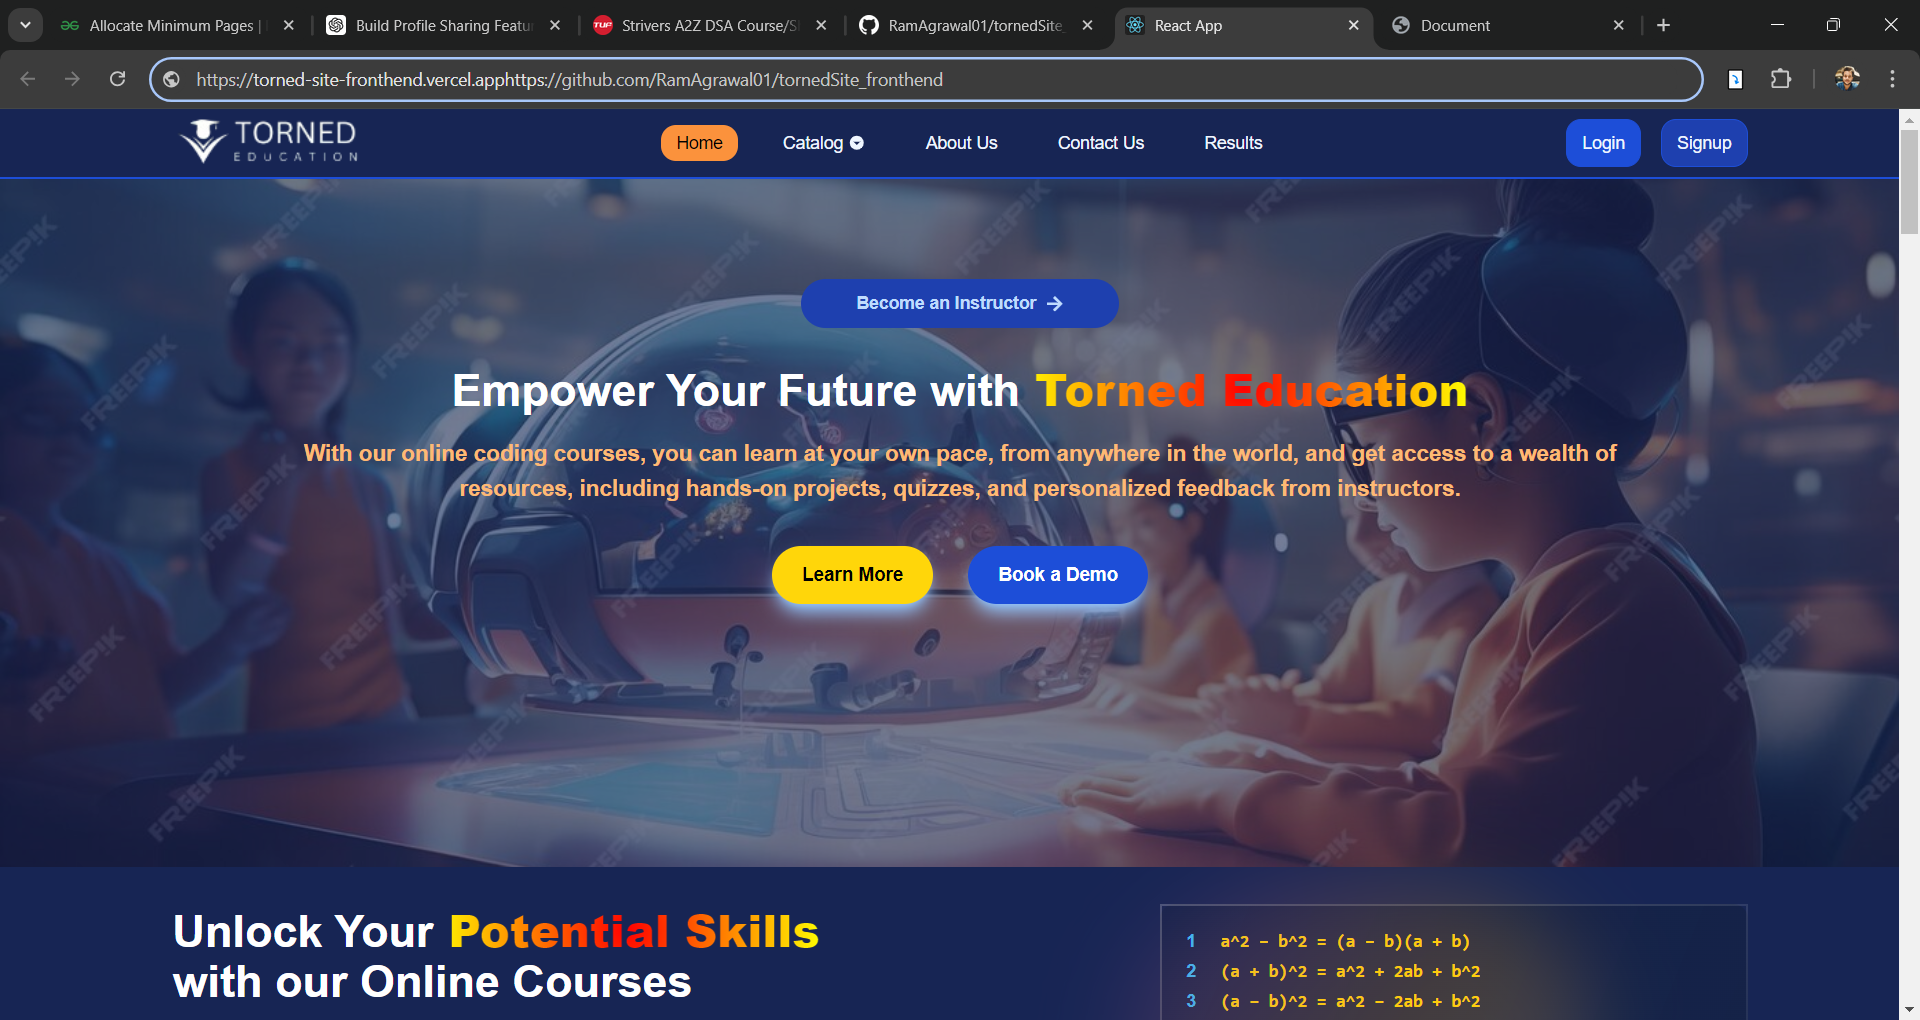 Allocate Minimum Pages |
Build Profile Sharing Featu
Strivers A2Z DSA Course/S
RamAgrawal01/tornedSite_
React App
Document
https://torned-site-fronthend.vercel.apphttps://github.com/RamAgrawal01/tornedSite_fronthend
TORNED
EDUCATION
Home
Catalog
About Us
Contact Us
Results
Login
Signup
Become an Instructor →
Empower Your Future with Torned Education
With our online coding courses, you can learn at your own pace, from anywhere in the world, and get access to a wealth of
resources, including hands-on projects, quizzes, and personalized feedback from instructors.
Learn More
Book a Demo
Unlock Your Potential Skills
with our Online Courses
1 a^2 - b^2 = (a - b)(a + b)
2 (a + b)^2 = a^2 + 2ab + b^2
3 (a - b)^2 = a^2 - 2ab + b^2
FREEPIK